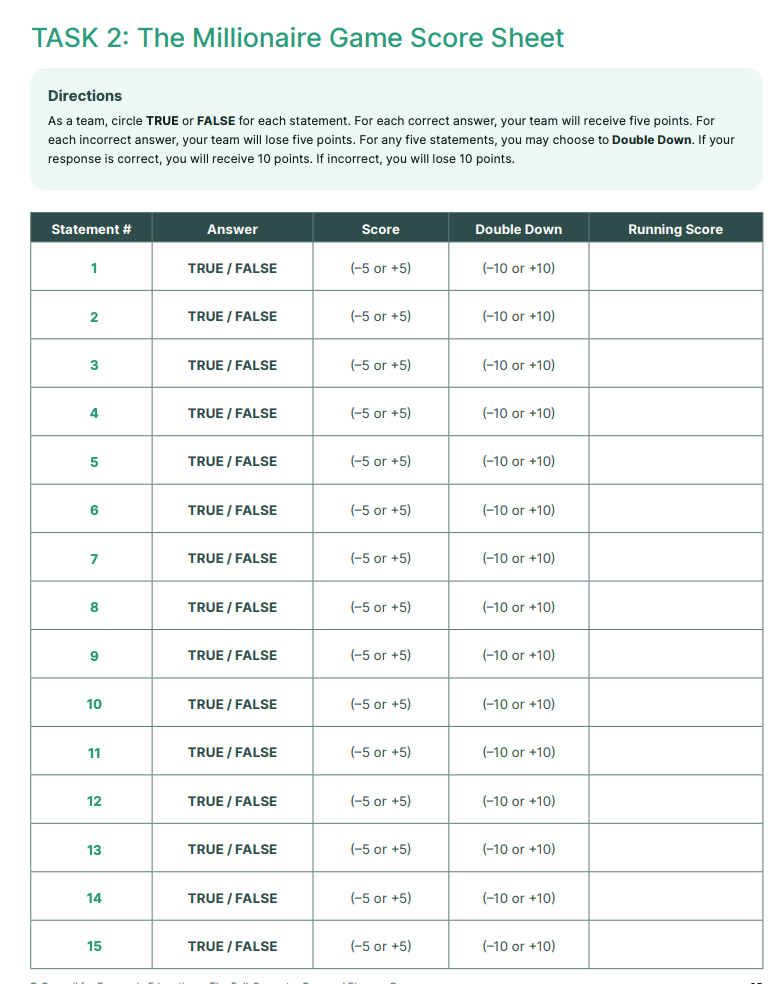 TASK 2: The Millionaire Game Score Sheet
Directions
As a team, circle TRUE or FALSE for each statement. For each correct answer, your team will receive five points. For
each incorrect answer, your team will lose five points. For any five statements, you may choose to Double Down. If your
response is correct, you will receive 10 points. If incorrect, you will lose 10 points.
Statement # Answer Score Double Down Running Score
1 TRUE / FALSE (–5 or +5) (–10 or +10)
2 TRUE / FALSE (–5 or +5) (–10 or +10)
3 TRUE / FALSE (–5 or +5) (–10 or +10)
4 TRUE / FALSE (–5 or +5) (–10 or +10)
5 TRUE / FALSE (–5 or +5) (–10 or +10)
6 TRUE / FALSE (–5 or +5) (–10 or +10)
7 TRUE / FALSE (–5 or +5) (–10 or +10)
8 TRUE / FALSE (–5 or +5) (–10 or +10)
9 TRUE / FALSE (–5 or +5) (–10 or +10)
10 TRUE / FALSE (–5 or +5) (–10 or +10)
11 TRUE / FALSE (–5 or +5) (–10 or +10)
12 TRUE / FALSE (–5 or +5) (–10 or +10)
13 TRUE / FALSE (–5 or +5) (–10 or +10)
14 TRUE / FALSE (–5 or +5) (–10 or +10)
15 TRUE / FALSE (–5 or +5) (–10 or +10)